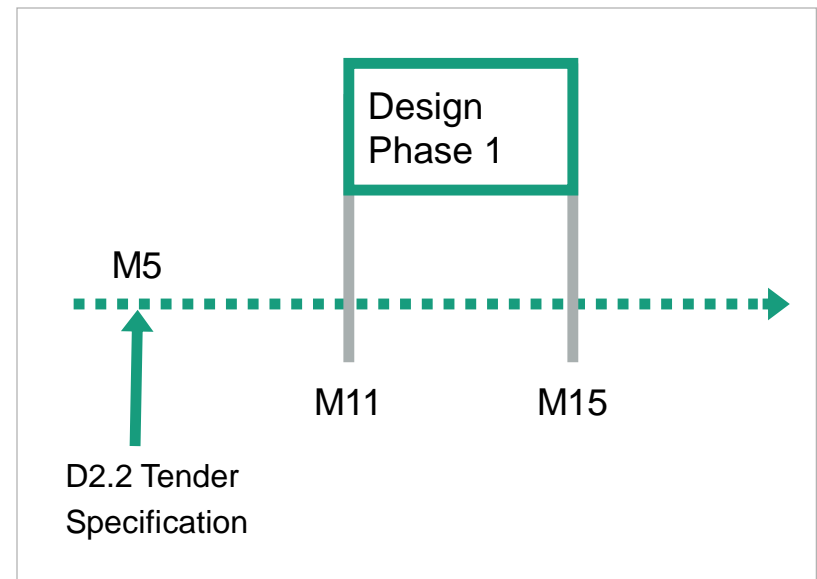 Design
Phase 1
M5
M11
M15
D2.2 Tender
Specification